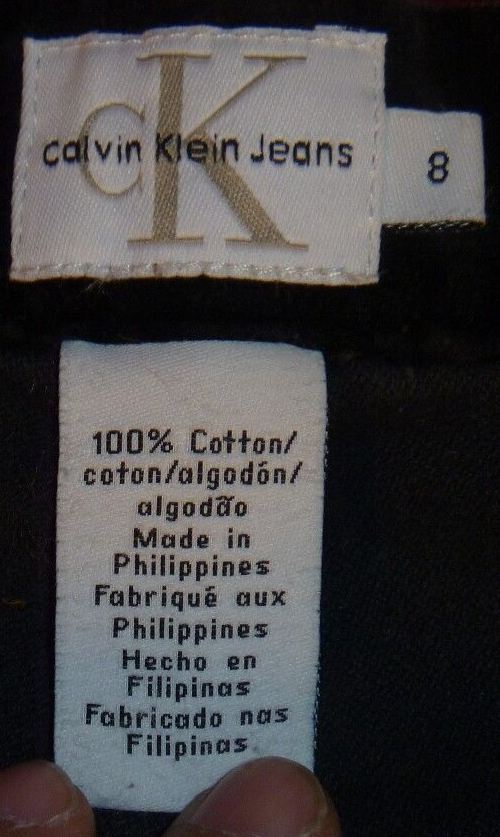 cK
calvin Klein Jeans
8
100% Cotton/
coton/algodón/
algodão
Made in
Philippines
Fabriqué aux
Philippines
Hecho en
Filipinas
Fabricado nas
Filipinas